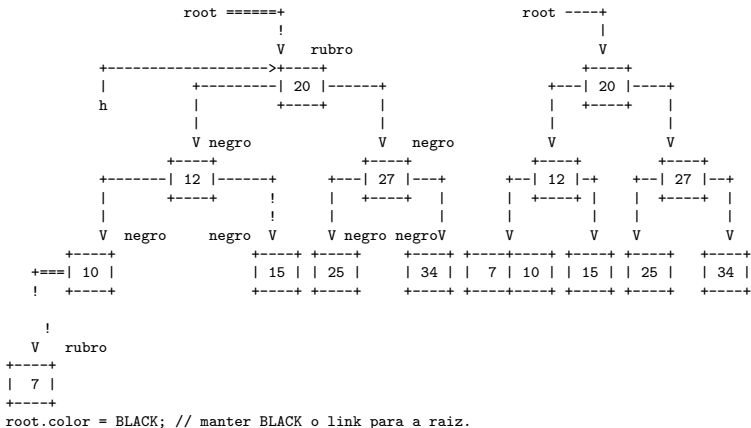 root ======+                              root ----+
           !                                       |
           V   rubro                               V
+--------------------->+----+                   +----+
|          +---------| 20 |------+          +---| 20 |----+
h          |         +----+      |          |   +----+    |
           |                     |          |             |
           V negro               V   negro  V             V
        +----+                +----+      +----+        +----+
+-------| 12 |------+     +---| 27 |---+  +--| 12 |-+  +--| 27 |--+
|       +----+      !     |   +----+   |  |  +----+ |  |  +----+  |
|                   !     |            |  |         |  |          |
V  negro     negro  V     V negro negroV  V         V  V          V
+----+            +----+ +----+     +----+ +---------+ +----+ +----+   +----+
+===| 10 |        | 15 | | 25 |     | 34 | |  7 | 10 | | 15 | | 25 |   | 34 |
!   +----+        +----+ +----+     +----+ +----+----+ +----+ +----+   +----+
!
V   rubro
+----+
|  7 |
+----+
root.color = BLACK; // manter BLACK o link para a raiz.